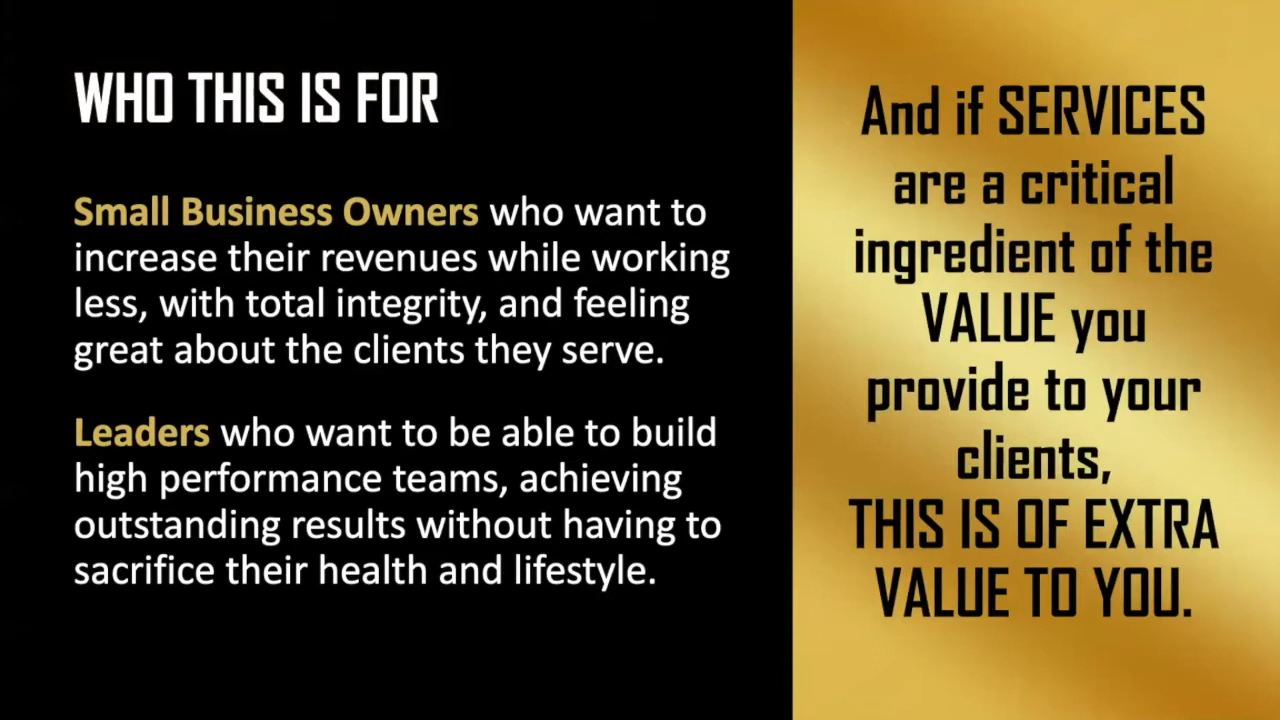 WHO THIS IS FOR
Small Business Owners who want to
increase their revenues while working
less, with total integrity, and feeling
great about the clients they serve.
Leaders who want to be able to build
high performance teams, achieving
outstanding results without having to
sacrifice their health and lifestyle.
And if SERVICES
are a critical
ingredient of the
VALUE you
provide to your
clients,
THIS IS OF EXTRA
VALUE TO YOU.